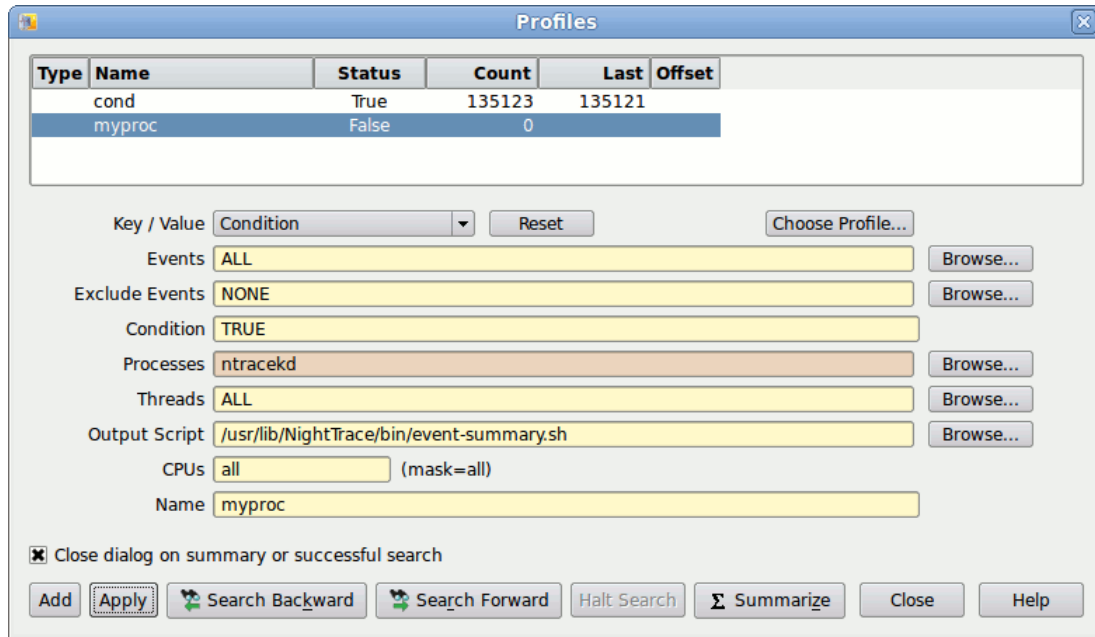 Profiles
Type Name Status Count Last Offset
cond True 135123 135121
myproc False 0
Key / Value Condition Reset Choose Profile...
Events ALL Browse...
Exclude Events NONE Browse...
Condition TRUE
Processes ntracekd Browse...
Threads ALL Browse...
Output Script /usr/lib/NightTrace/bin/event-summary.sh Browse...
CPUs all (mask=all)
Name myproc
Close dialog on summary or successful search
Add Apply Search Backward Search Forward Halt Search Σ Summarize Close Help